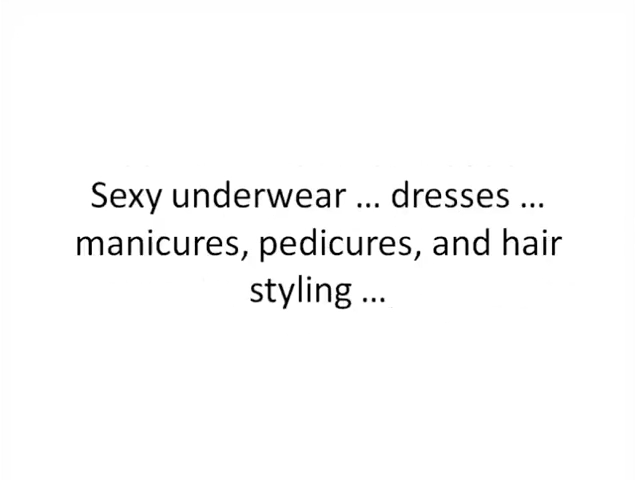 Sexy underwear … dresses …
manicures, pedicures, and hair
styling …